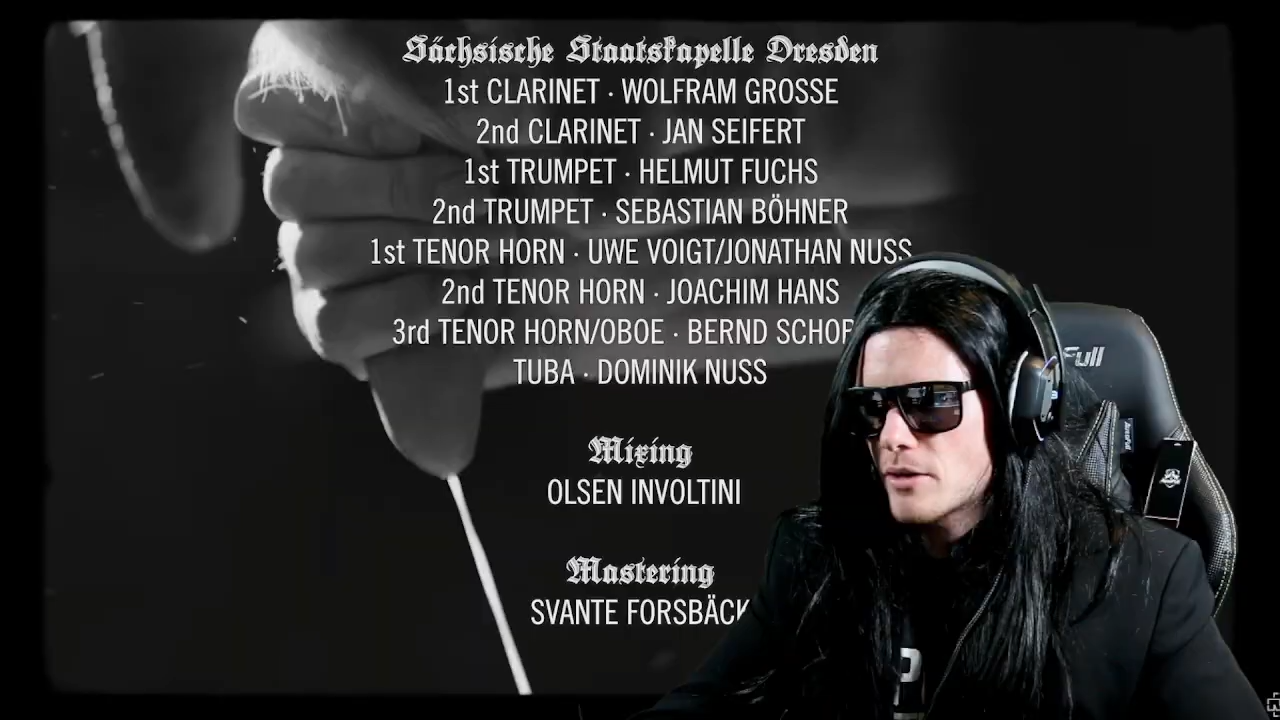 Sächsische Staatskapelle Dresden
1st CLARINET · WOLFRAM GROSSE
2nd CLARINET · JAN SEIFERT
1st TRUMPET · HELMUT FUCHS
2nd TRUMPET · SEBASTIAN BÖHNER
1st TENOR HORN · UWE VOIGT/JONATHAN NUSS
2nd TENOR HORN · JOACHIM HANS
3rd TENOR HORN/OBOE · BERND
TUBA · DOMINIK NUSS
Mixing
OLSEN INVOLTINI
Mastering
SVANTE FORSBÄCK
Full